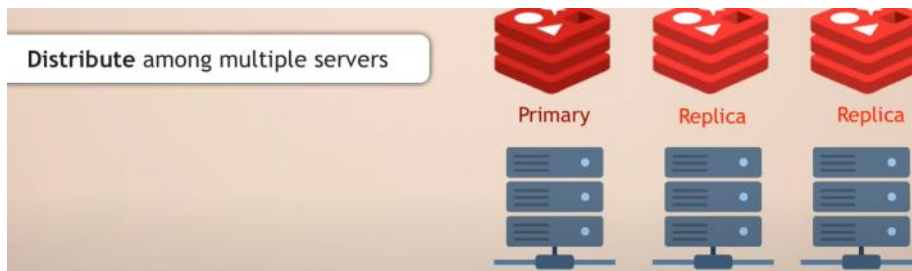 Distribute among multiple servers
Primary
Replica
Replica